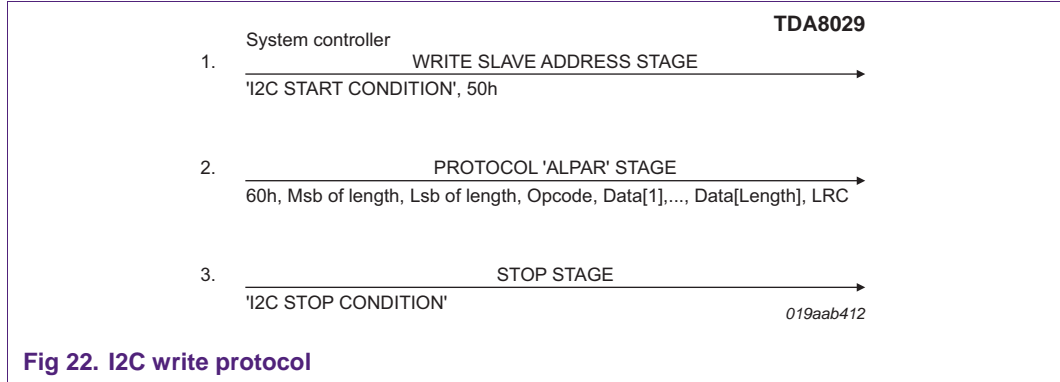 TDA8029
System controller
1. WRITE SLAVE ADDRESS STAGE
'I2C START CONDITION', 50h
2. PROTOCOL 'ALPAR' STAGE
60h, Msb of length, Lsb of length, Opcode, Data[1],..., Data[Length], LRC
3. STOP STAGE
'I2C STOP CONDITION'
019aab412
Fig 22. I2C write protocol